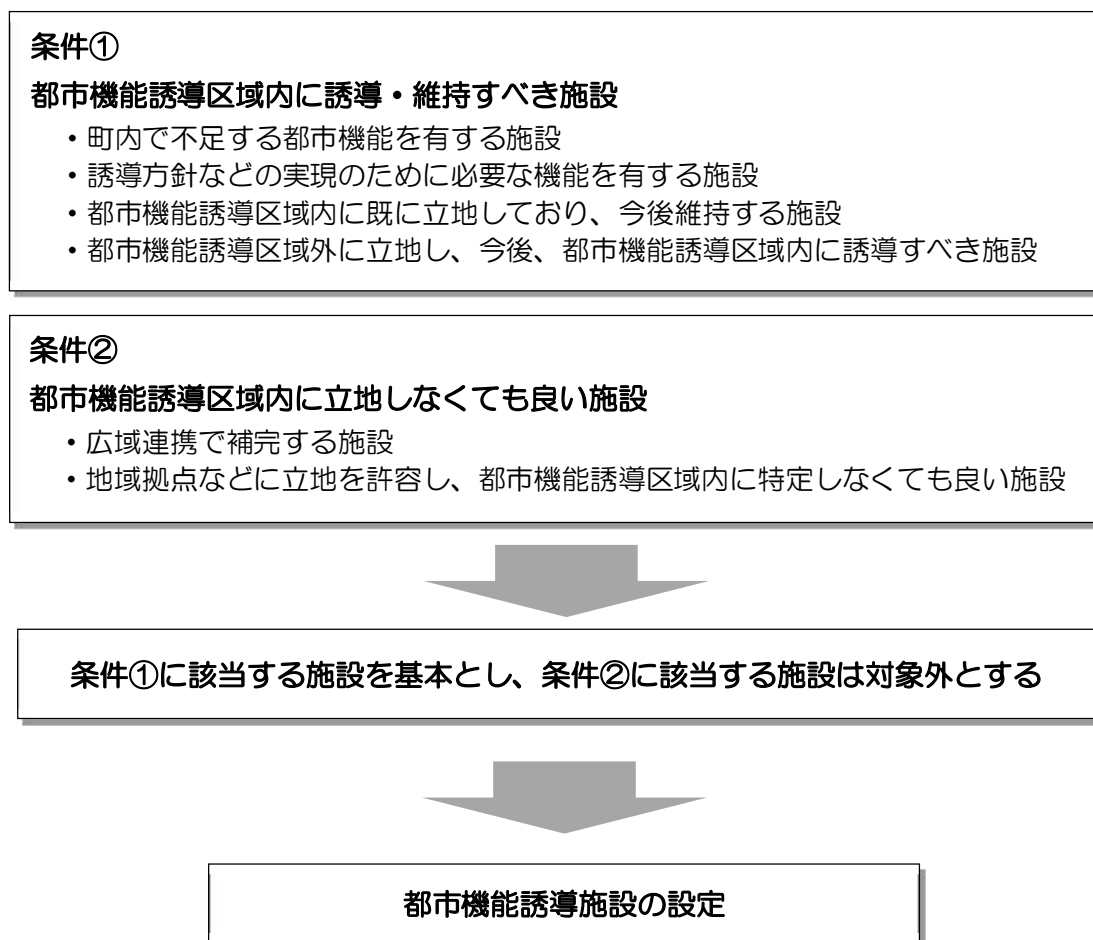 条件①
都市機能誘導区域内に誘導・維持すべき施設
・町内で不足する都市機能を有する施設
・誘導方針などの実現のために必要な機能を有する施設
・都市機能誘導区域内に既に立地しており、今後維持する施設
・都市機能誘導区域外に立地し、今後、都市機能誘導区域内に誘導すべき施設
条件②
都市機能誘導区域内に立地しなくても良い施設
・広域連携で補完する施設
・地域拠点などに立地を許容し、都市機能誘導区域内に特定しなくても良い施設
条件①に該当する施設を基本とし、条件②に該当する施設は対象外とする
都市機能誘導施設の設定